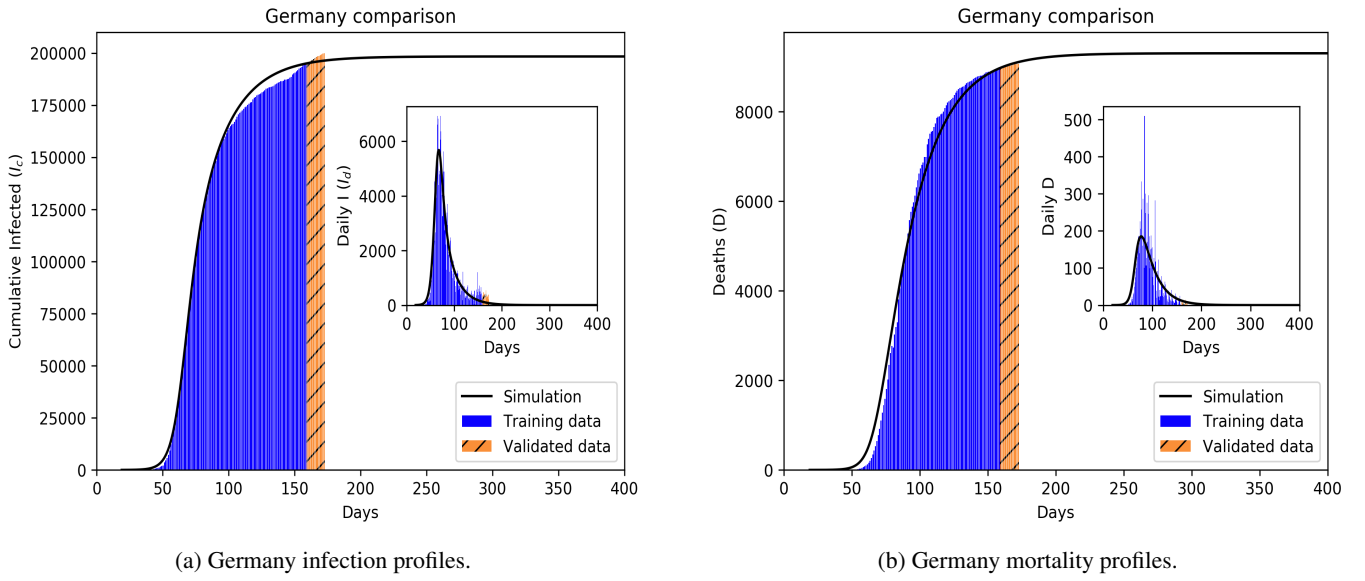 Germany comparison
200000
175000
150000
125000
100000
75000
50000
25000
0
Cumulative Infected (I_c)
0 50 100 150 200 250 300 350 400
Days
6000
4000
2000
0
Daily I (I_d)
0 100 200 300 400
Days
Simulation
Training data
Validated data
(a) Germany infection profiles.
Germany comparison
8000
6000
4000
2000
0
Deaths (D)
0 50 100 150 200 250 300 350 400
Days
500
400
300
200
100
0
Daily D
0 100 200 300 400
Days
Simulation
Training data
Validated data
(b) Germany mortality profiles.